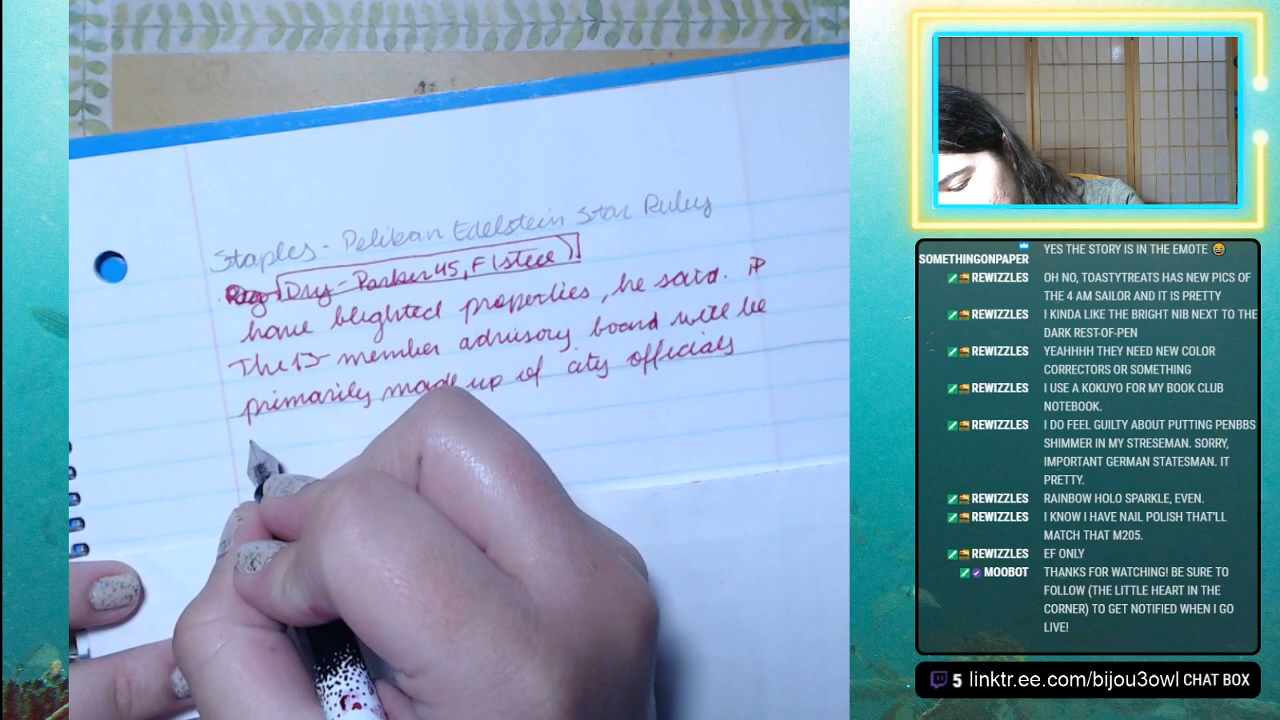 Staples - Pelikan Edelstein Star Ruby
Dry - Parker 45, F (steel)
have blighted properties, he said. IP
The 13-member advisory board will be
primarily made up of city officials
SOMETHINGONPAPER YES THE STORY IS IN THE EMOTE 😅
REWIZZLES OH NO, TOASTYTREATS HAS NEW PICS OF
THE 4 AM SAILOR AND IT IS PRETTY
REWIZZLES I KINDA LIKE THE BRIGHT NIB NEXT TO THE
DARK REST-OF-PEN
REWIZZLES YEAHHHH THEY NEED NEW COLOR
CORRECTORS OR SOMETHING
REWIZZLES I USE A KOKUYO FOR MY BOOK CLUB
NOTEBOOK.
REWIZZLES I DO FEEL GUILTY ABOUT PUTTING PENBBS
SHIMMER IN MY STRESEMAN. SORRY,
IMPORTANT GERMAN STATESMAN. IT
PRETTY.
REWIZZLES RAINBOW HOLO SPARKLE, EVEN.
REWIZZLES I KNOW I HAVE NAIL POLISH THAT'LL
MATCH THAT M205.
REWIZZLES EF ONLY
MOOBOT THANKS FOR WATCHING! BE SURE TO
FOLLOW (THE LITTLE HEART IN THE
CORNER) TO GET NOTIFIED WHEN I GO
LIVE!
5 linktr.ee.com/bijou3owl CHAT BOX